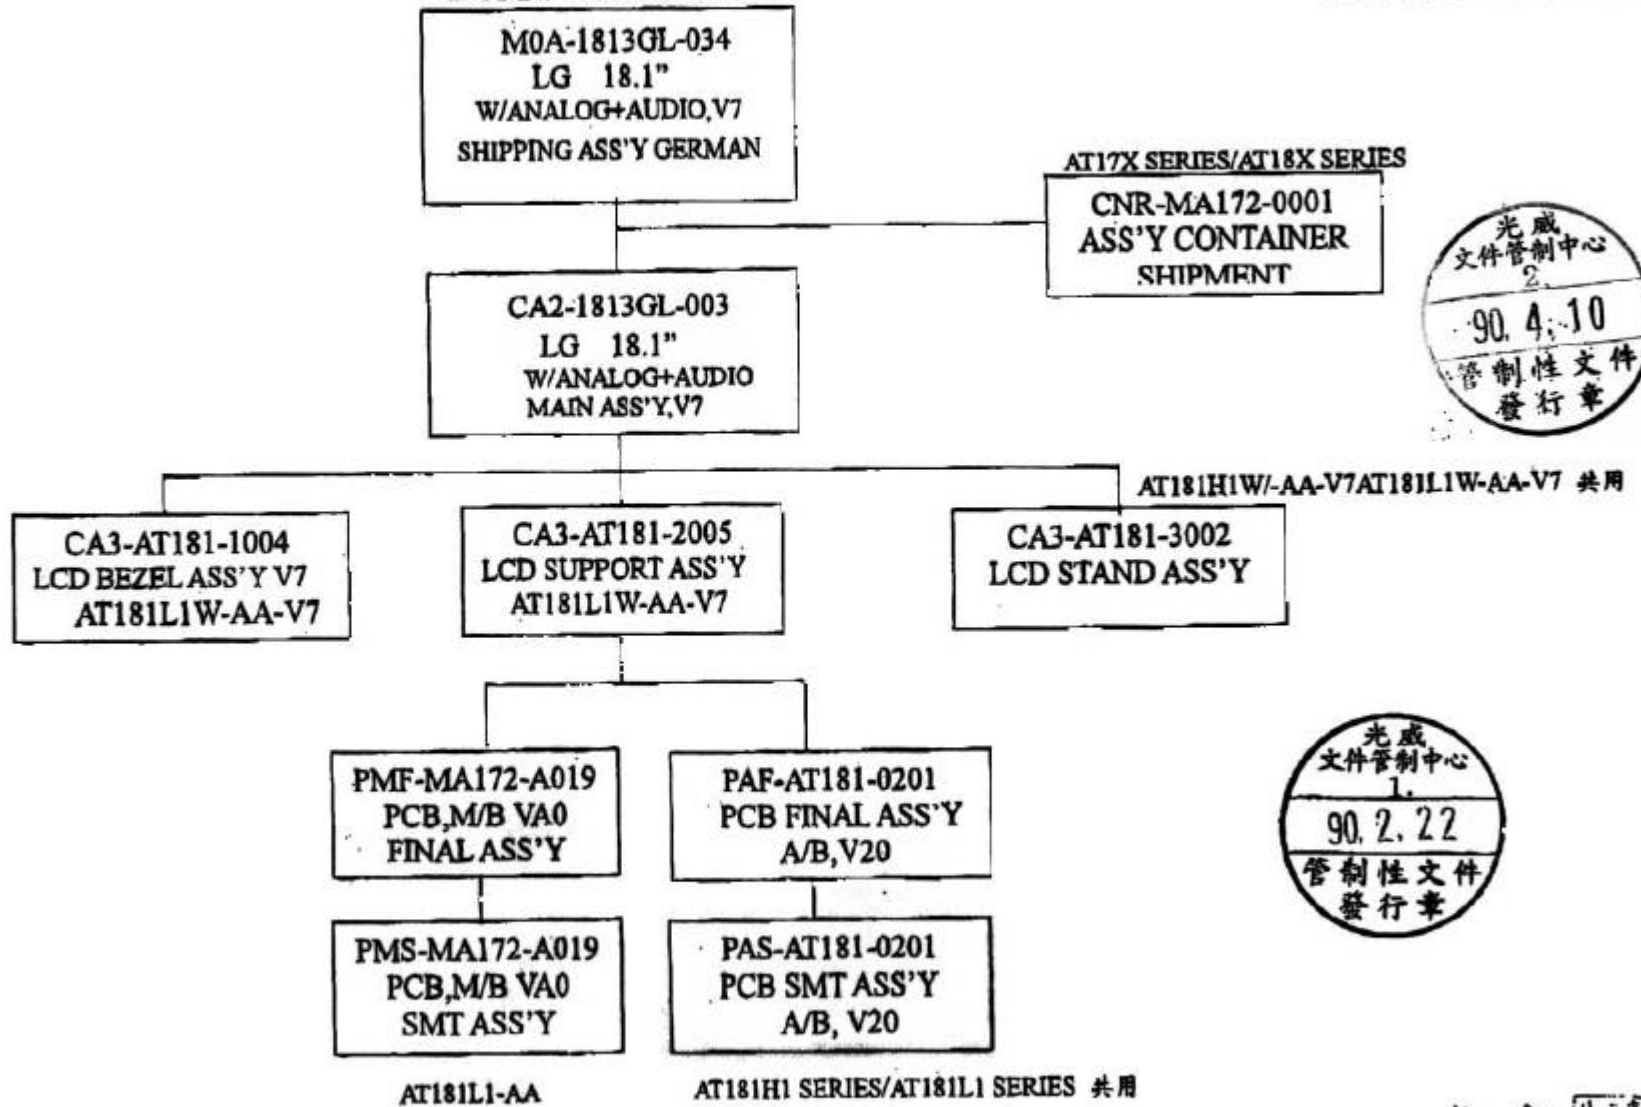 M0A-1813GL-034
LG 18.1”
W/ANALOG+AUDIO,V7
SHIPPING ASS'Y GERMAN
AT17X SERIES/AT18X SERIES
CNR-MA172-0001
ASS'Y CONTAINER
SHIPMENT
光威
文件管制中心
2.
90.4.10
管制性文件
發行章
CA2-1813GL-003
LG 18.1”
W/ANALOG+AUDIO
MAIN ASS'Y,V7
AT181H1W/-AA-V7AT181L1W-AA-V7 共用
CA3-AT181-1004
LCD BEZEL ASS'Y V7
AT181L1W-AA-V7
CA3-AT181-2005
LCD SUPPORT ASS'Y
AT181L1W-AA-V7
CA3-AT181-3002
LCD STAND ASS'Y
PMF-MA172-A019
PCB,M/B VA0
FINAL ASS'Y
PAF-AT181-0201
PCB FINAL ASS'Y
A/B,V20
光威
文件管制中心
1.
90.2.22
管制性文件
發行章
PMS-MA172-A019
PCB,M/B VA0
SMT ASS'Y
PAS-AT181-0201
PCB SMT ASS'Y
A/B, V20
AT181L1-AA
AT181H1 SERIES/AT181L1 SERIES 共用